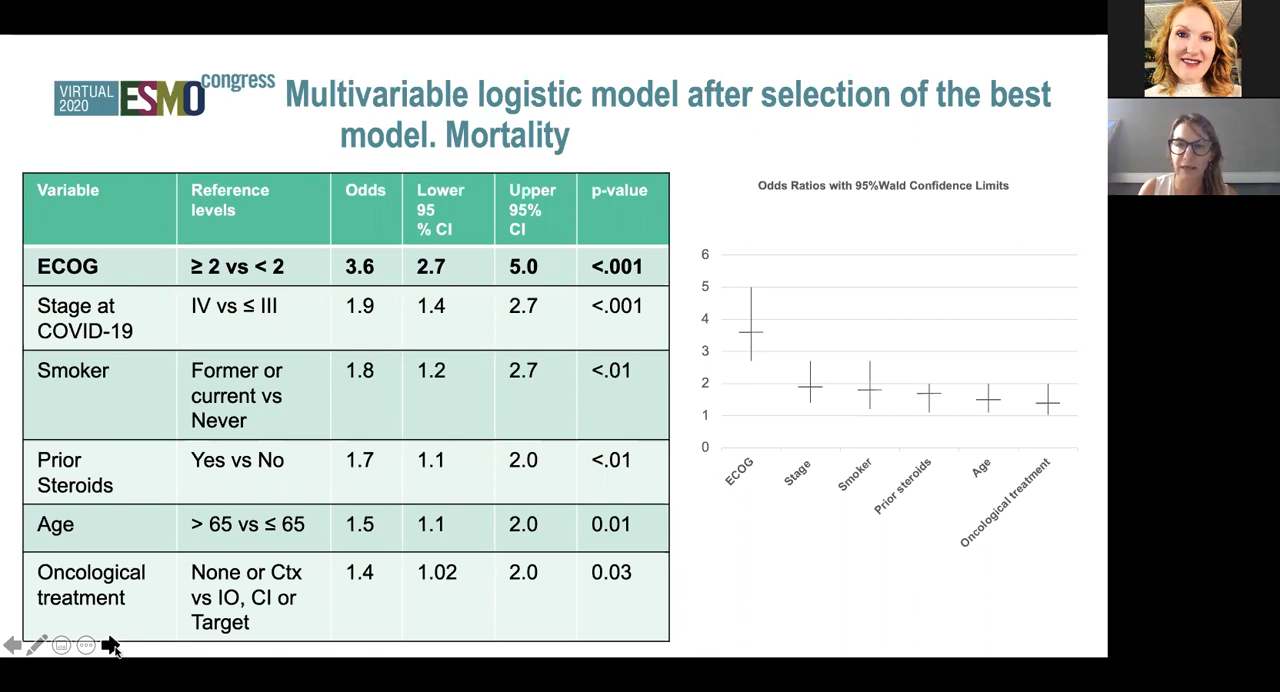 VIRTUAL
2020
ESMO
congress
Multivariable logistic model after selection of the best
model. Mortality
Variable
Reference
levels
Odds
Lower
95
% CI
Upper
95%
CI
p-value
ECOG
≥ 2 vs < 2
3.6
2.7
5.0
<.001
Stage at
COVID-19
IV vs ≤ III
1.9
1.4
2.7
<.001
Smoker
Former or
current vs
Never
1.8
1.2
2.7
<.01
Prior
Steroids
Yes vs No
1.7
1.1
2.0
<.01
Age
> 65 vs ≤ 65
1.5
1.1
2.0
0.01
Oncological
treatment
None or Ctx
vs IO, CI or
Target
1.4
1.02
2.0
0.03
Odds Ratios with 95%Wald Confidence Limits
6
5
4
3
2
1
0
ECOG
Stage
Smoker
Prior steroids
Age
Oncological treatment